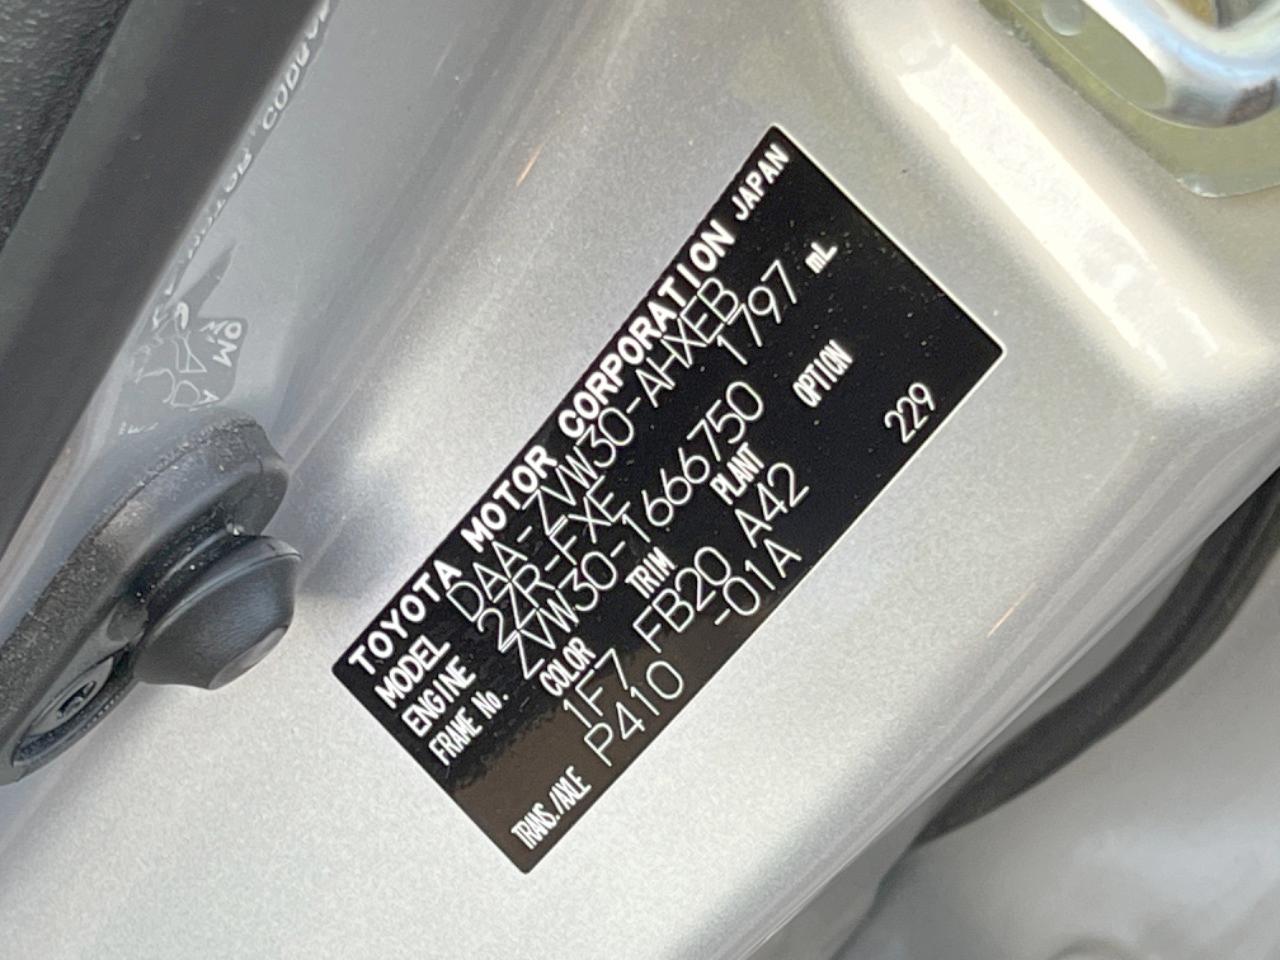 TOYOTA MOTOR CORPORATION JAPAN
MODEL DAA-ZVW30-AHXEB
ENGINE 2ZR-FXE 1797 mL
FRAME No. ZVW30-1666750
COLOR TRIM PLANT OPTION
1F7 FB20 A42 229
TRANS./AXLE P410 -01A